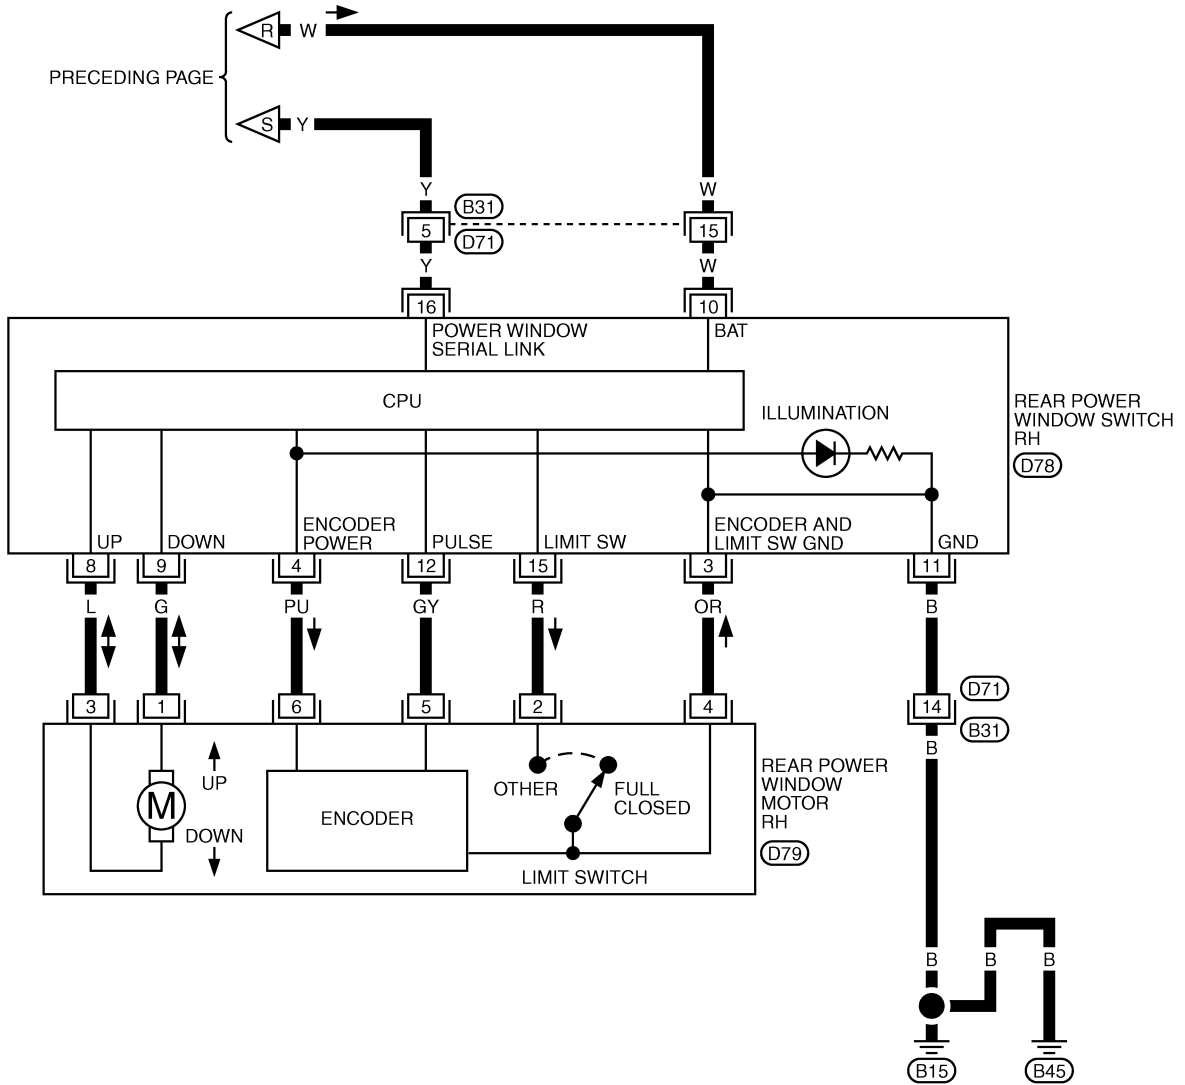 R W
PRECEDING PAGE
S Y
Y W
B31
5 15
D71
Y W
16 10
POWER WINDOW
SERIAL LINK
BAT
CPU
ILLUMINATION
REAR POWER
WINDOW SWITCH
RH
D78
UP
DOWN
ENCODER
POWER
PULSE
LIMIT SW
ENCODER AND
LIMIT SW GND
GND
8 9 4 12 15 3 11
L G PU GY R OR B
3 1 6 5 2 4 14
D71
B31
B
UP
M
DOWN
ENCODER
OTHER
FULL
CLOSED
LIMIT SWITCH
REAR POWER
WINDOW
MOTOR
RH
D79
B B B
B15 B45